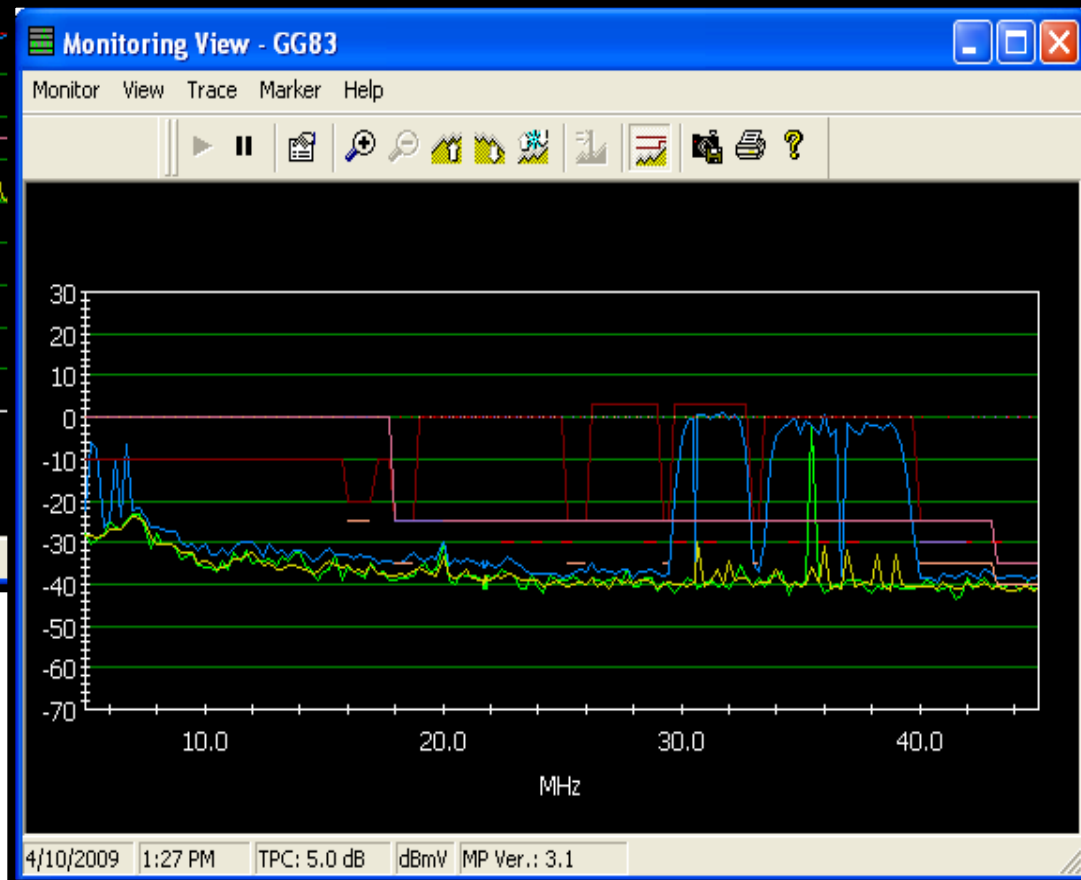 Monitoring View - GG83
Monitor View Trace Marker Help
30
20
10
0
-10
-20
-30
-40
-50
-60
-70
10.0 20.0 30.0 40.0
MHz
4/10/2009 1:27 PM TPC: 5.0 dB dBmV MP Ver.: 3.1